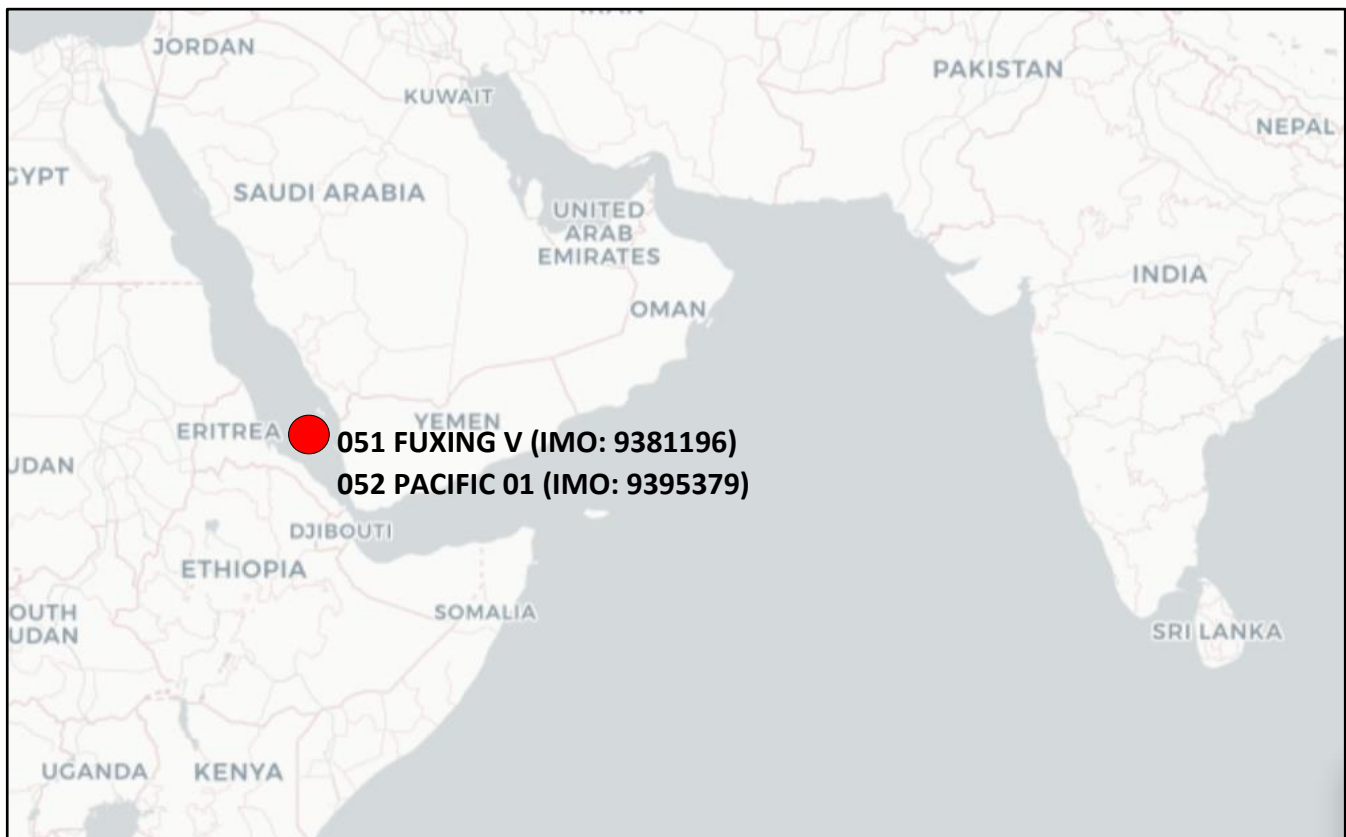 JORDAN
PAKISTAN
KUWAIT
NEPAL
GYPT
SAUDI ARABIA
UNITED
ARAB
EMIRATES
INDIA
OMAN
ERITREA
YEMEN
051 FUXING V (IMO: 9381196)
UDAN
052 PACIFIC 01 (IMO: 9395379)
DJIBOUTI
ETHIOPIA
OUTH
UDAN
SOMALIA
SRI LANKA
UGANDA
KENYA